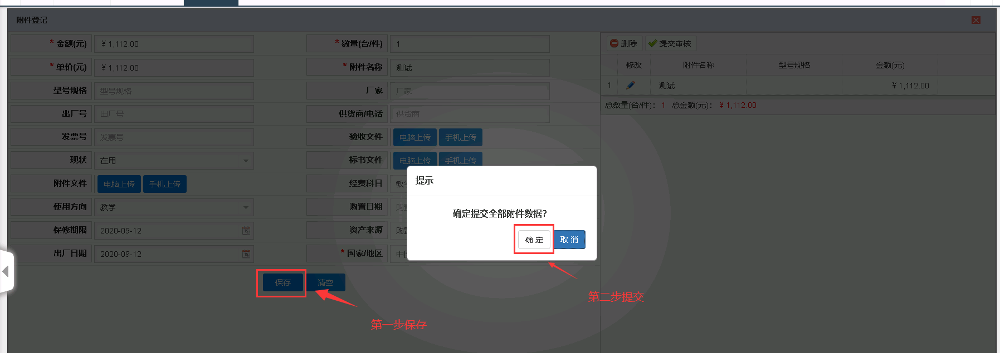 附件登记
* 金额(元) ￥ 1,112.00 * 数量(台/件) 1
* 单价(元) ￥ 1,112.00 * 附件名称 测试
型号规格 型号规格 厂家 厂家
出厂号 出厂号 供货商/电话 供货商
发票号 发票号 验收文件 电脑上传 手机上传
现状 在用 标书文件 电脑上传 手机上传
附件文件 电脑上传 手机上传 经费科目 教
使用方向 教学 购置日期 购
保修期限 2020-09-12 资产来源 购
出厂日期 2020-09-12 * 国家/地区 中
保存 清空
第一步保存
删除 提交审核
修改 附件名称 型号规格 金额(元)
1 测试 ￥ 1,112.00
总数量(台/件): 1 总金额(元): ￥ 1,112.00
提示
确定提交全部附件数据?
确 定 取 消
第二步提交